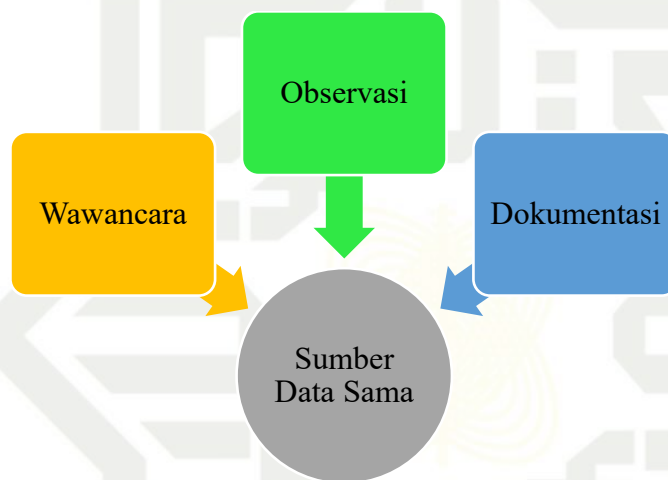 Observasi
Wawancara
Dokumentasi
Sumber
Data Sama